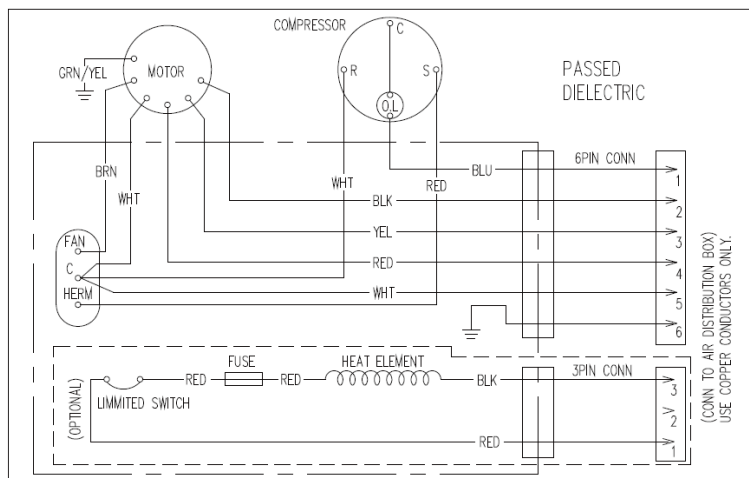 COMPRESSOR
C
GRN/YEL
MOTOR
R
S
O.L
PASSED
DIELECTRIC
BRN
WHT
WHT
RED
BLU
6PIN CONN
1
BLK
2
YEL
3
RED
4
WHT
5
6
FAN
C
HERM
(CONN TO AIR DISTRIBUTION BOX)
USE COPPER CONDUCTORS ONLY.
(OPTIONAL)
LIMMITED SWITCH
RED
FUSE
RED
HEAT ELEMENT
BLK
3PIN CONN
3
2
RED
1